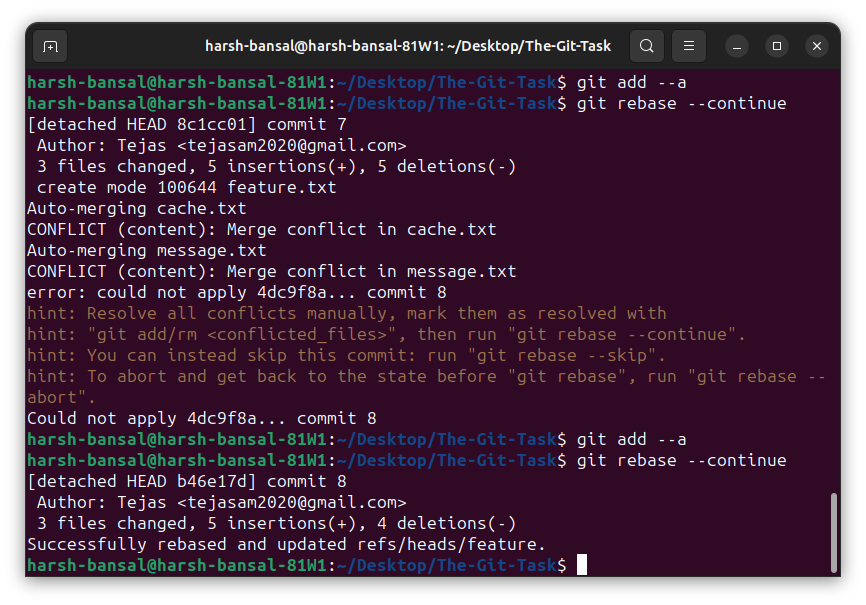 harsh-bansal@harsh-bansal-81W1: ~/Desktop/The-Git-Task
harsh-bansal@harsh-bansal-81W1:~/Desktop/The-Git-Task$ git add --a
harsh-bansal@harsh-bansal-81W1:~/Desktop/The-Git-Task$ git rebase --continue
[detached HEAD 8c1cc01] commit 7
 Author: Tejas <tejasam2020@gmail.com>
 3 files changed, 5 insertions(+), 5 deletions(-)
 create mode 100644 feature.txt
Auto-merging cache.txt
CONFLICT (content): Merge conflict in cache.txt
Auto-merging message.txt
CONFLICT (content): Merge conflict in message.txt
error: could not apply 4dc9f8a... commit 8
hint: Resolve all conflicts manually, mark them as resolved with
hint: "git add/rm <conflicted_files>", then run "git rebase --continue".
hint: You can instead skip this commit: run "git rebase --skip".
hint: To abort and get back to the state before "git rebase", run "git rebase --
abort".
Could not apply 4dc9f8a... commit 8
harsh-bansal@harsh-bansal-81W1:~/Desktop/The-Git-Task$ git add --a
harsh-bansal@harsh-bansal-81W1:~/Desktop/The-Git-Task$ git rebase --continue
[detached HEAD b46e17d] commit 8
 Author: Tejas <tejasam2020@gmail.com>
 3 files changed, 5 insertions(+), 4 deletions(-)
Successfully rebased and updated refs/heads/feature.
harsh-bansal@harsh-bansal-81W1:~/Desktop/The-Git-Task$